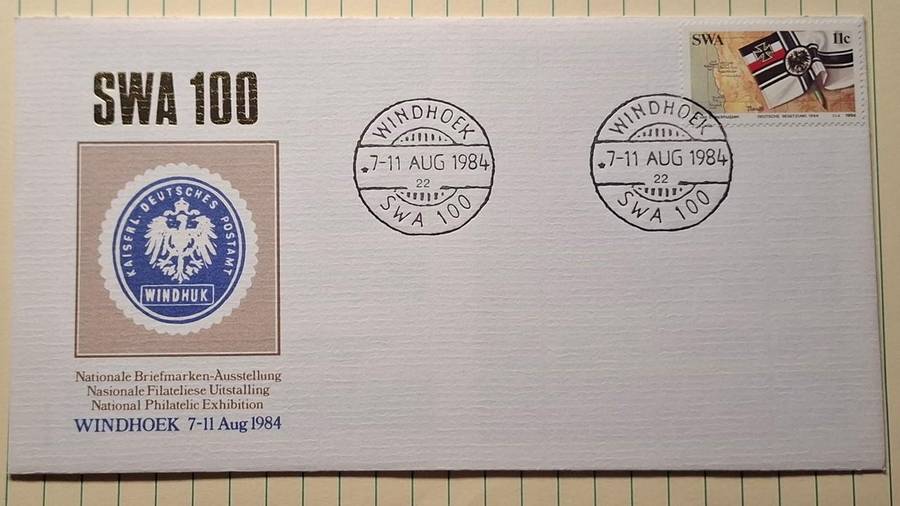 SWA 100
KAISERL. DEUTSCHES POSTAMT
WINDHUK
Nationale Briefmarken-Ausstellung
Nasionale Filateliese Uitstalling
National Philatelic Exhibition
WINDHOEK 7-11 Aug 1984
WINDHOEK
7-11 AUG 1984
22
SWA 100
WINDHOEK
7-11 AUG 1984
22
SWA 100
SWA 11c
DEUTSCHE BESETZUNG 1884
1984